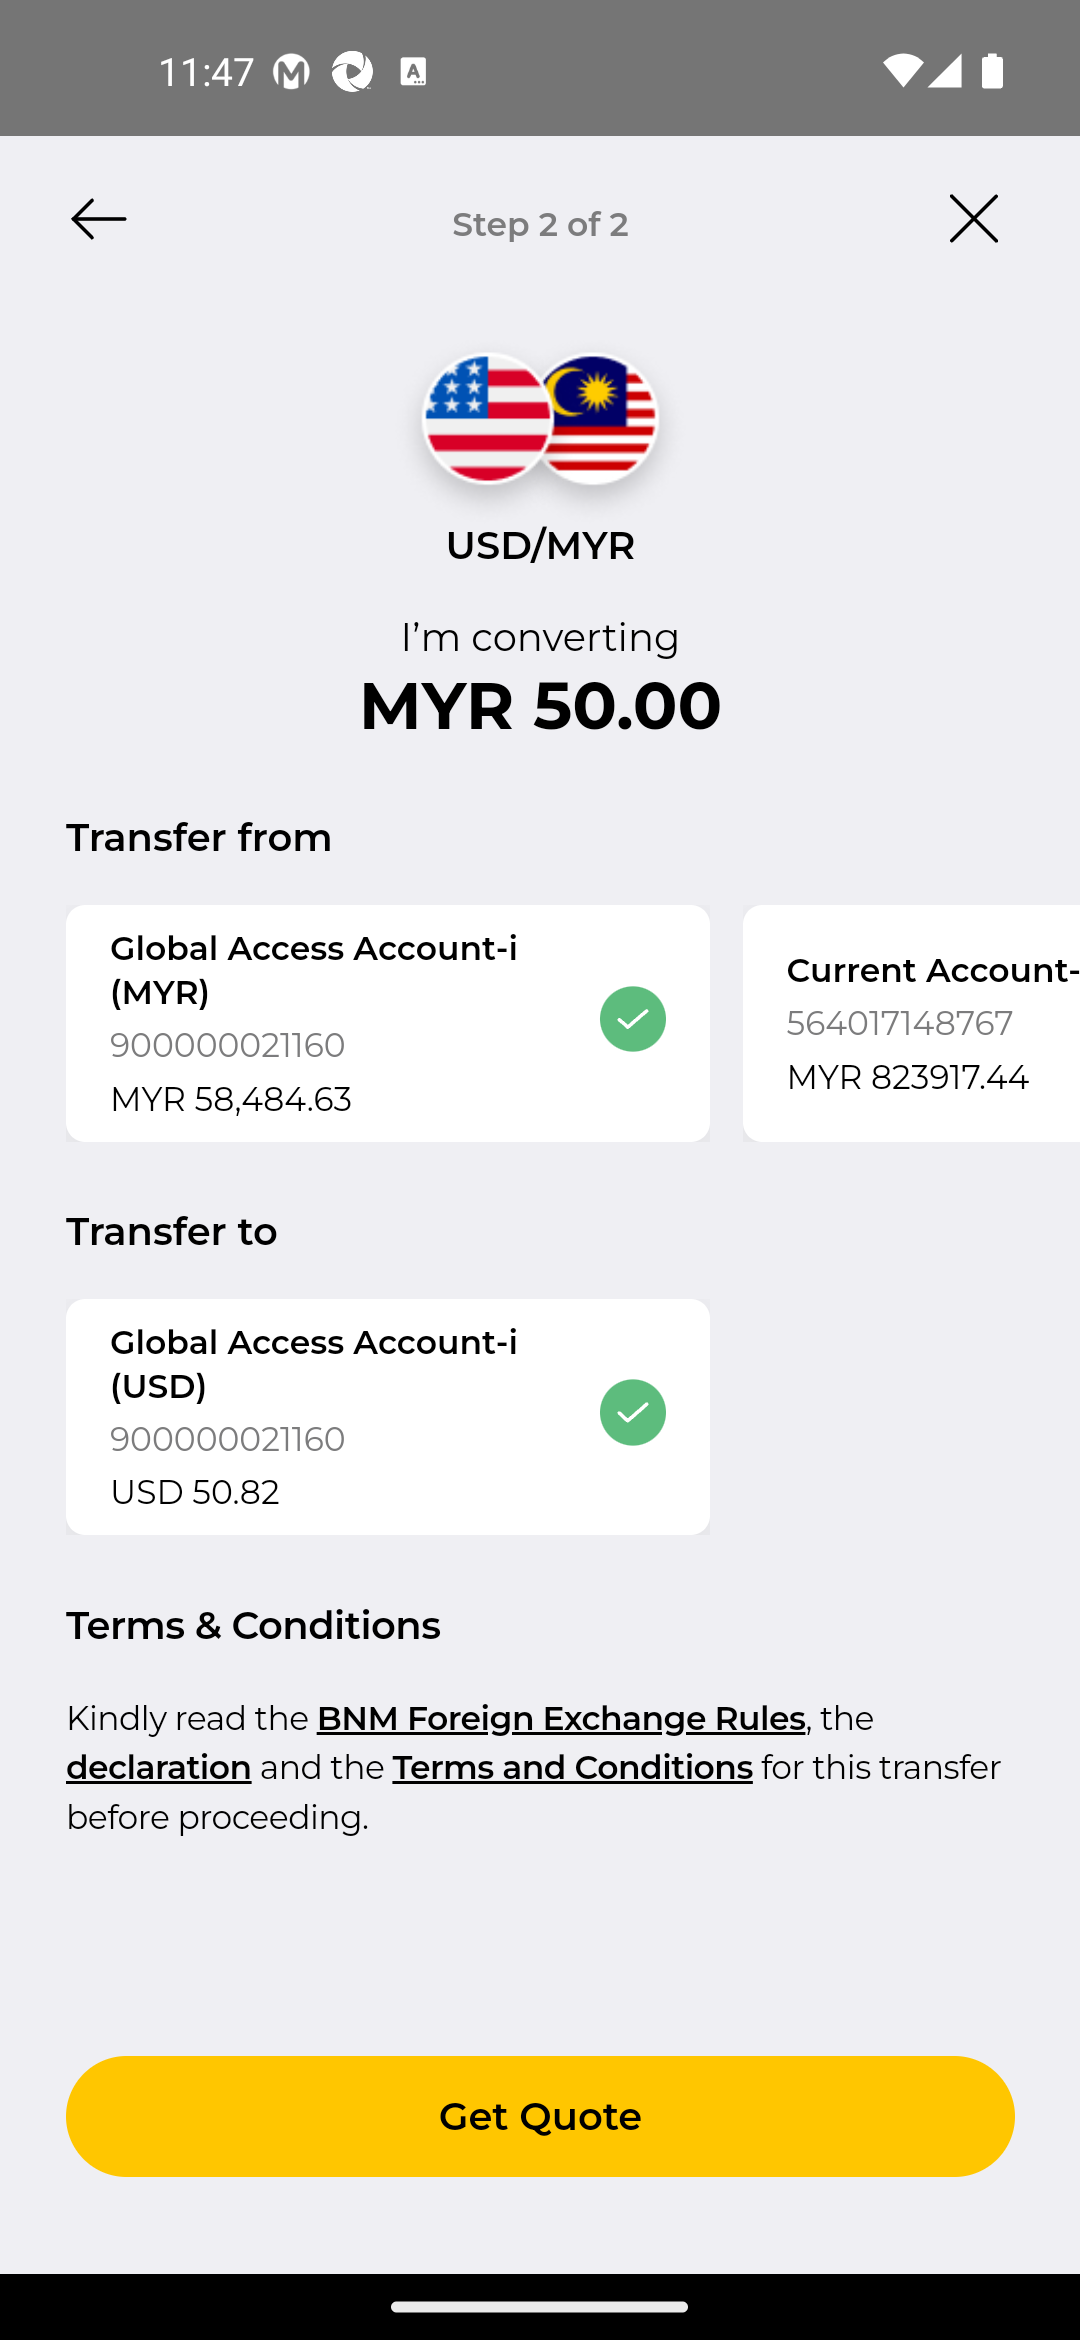 11:47
Step 2 of 2
USD/MYR
I’m converting
MYR 50.00
Transfer from
Global Access Account-i
(MYR)
900000021160
MYR 58,484.63
Current Account-
564017148767
MYR 823917.44
Transfer to
Global Access Account-i
(USD)
900000021160
USD 50.82
Terms & Conditions
Kindly read the BNM Foreign Exchange Rules, the
declaration and the Terms and Conditions for this transfer
before proceeding.
Get Quote